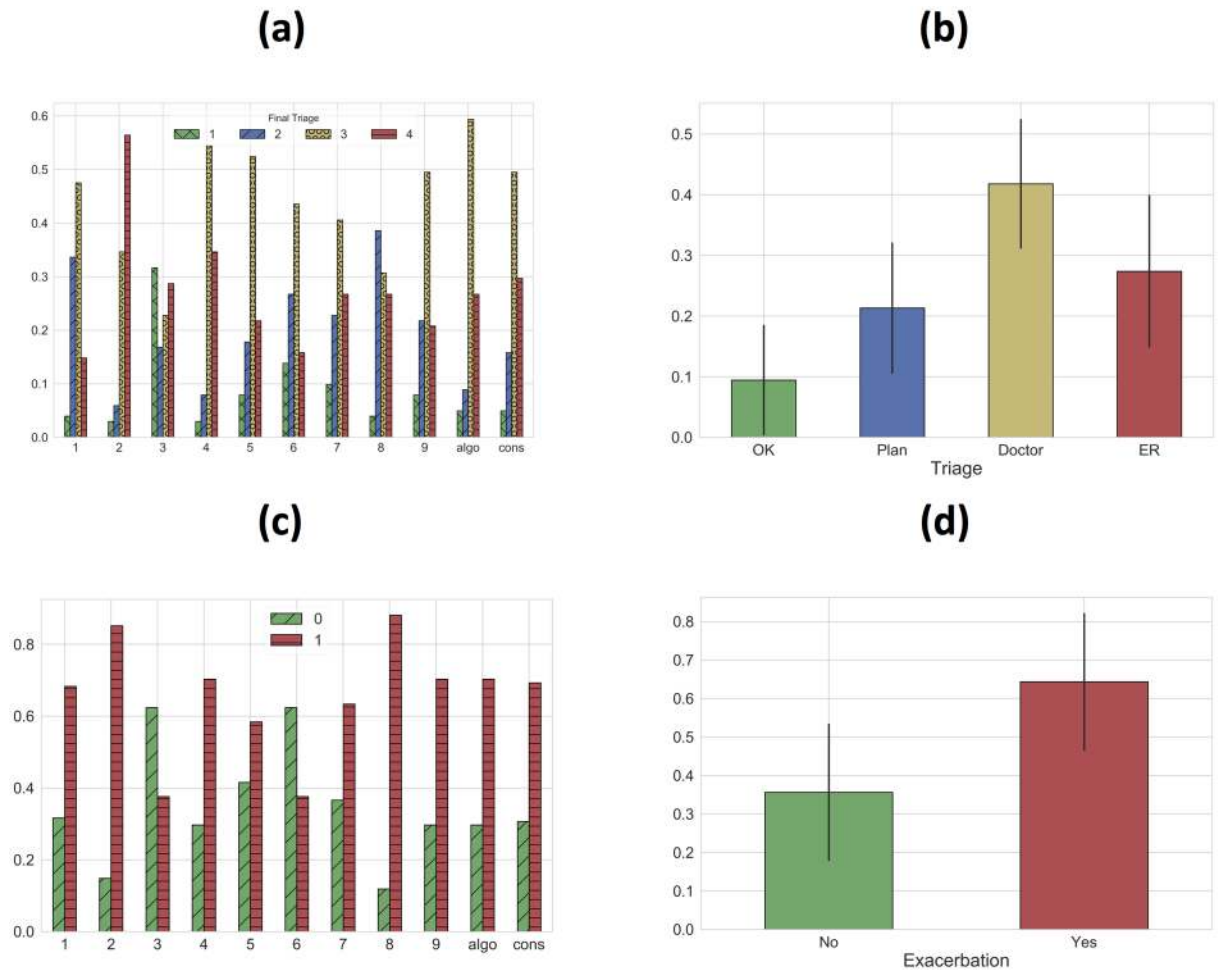 (a)
(b)
0.6
0.5
0.4
0.3
0.2
0.1
0.0
Final Triage
1 2 3 4
1 2 3 4 5 6 7 8 9 algo cons
0.5
0.4
0.3
0.2
0.1
0.0
OK Plan Doctor ER
Triage
(c)
(d)
0.8
0.6
0.4
0.2
0.0
0
1
1 2 3 4 5 6 7 8 9 algo cons
0.8
0.7
0.6
0.5
0.4
0.3
0.2
0.1
0.0
No Yes
Exacerbation